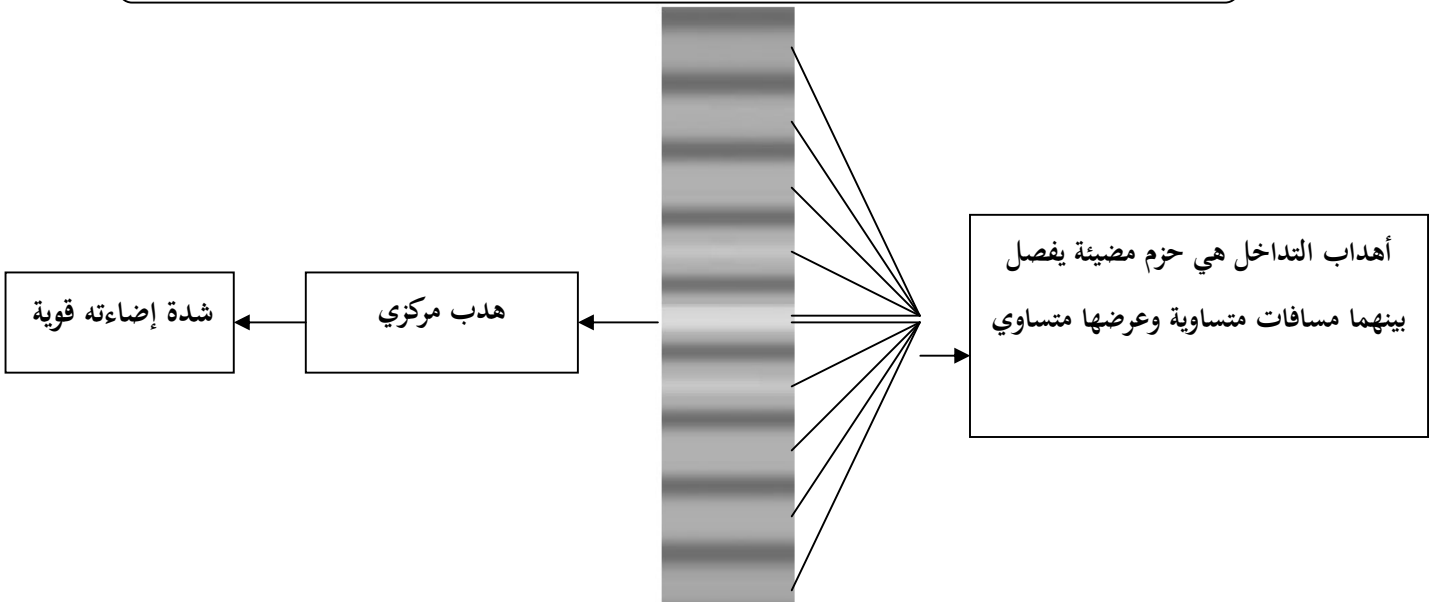 أهداب التداخل هي حزم مضيئة يفصل
بينهما مسافات متساوية وعرضها متساوي
هدب مركزي
شدة إضاءته قوية